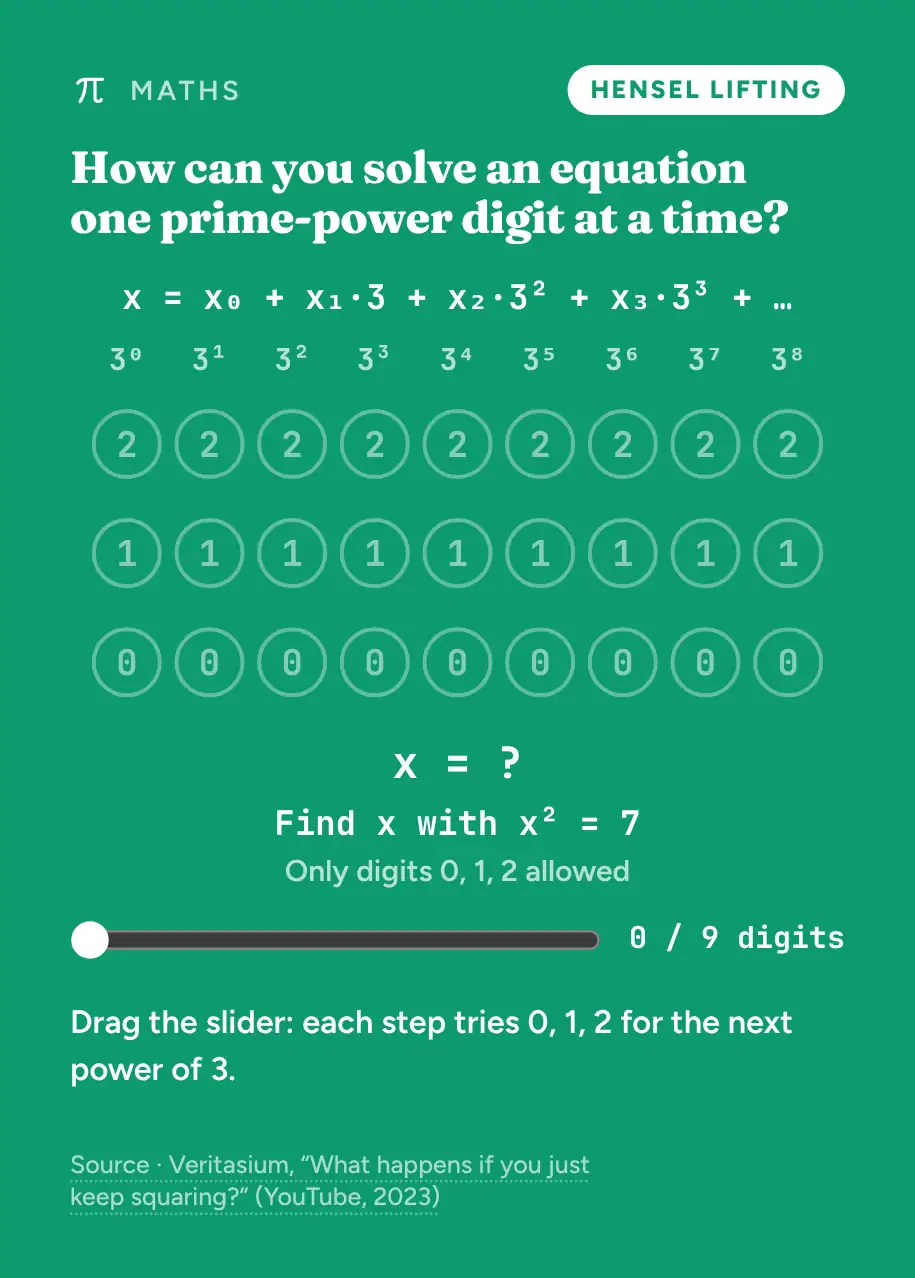 π MATHS
HENSEL LIFTING
How can you solve an equation
one prime-power digit at a time?
x = x₀ + x₁·3 + x₂·3² + x₃·3³ + …
3⁰ 3¹ 3² 3³ 3⁴ 3⁵ 3⁶ 3⁷ 3⁸
2 2 2 2 2 2 2 2 2
1 1 1 1 1 1 1 1 1
0 0 0 0 0 0 0 0 0
x = ?
Find x with x² = 7
Only digits 0, 1, 2 allowed
0 / 9 digits
Drag the slider: each step tries 0, 1, 2 for the next
power of 3.
Source · Veritasium, “What happens if you just
keep squaring?” (YouTube, 2023)